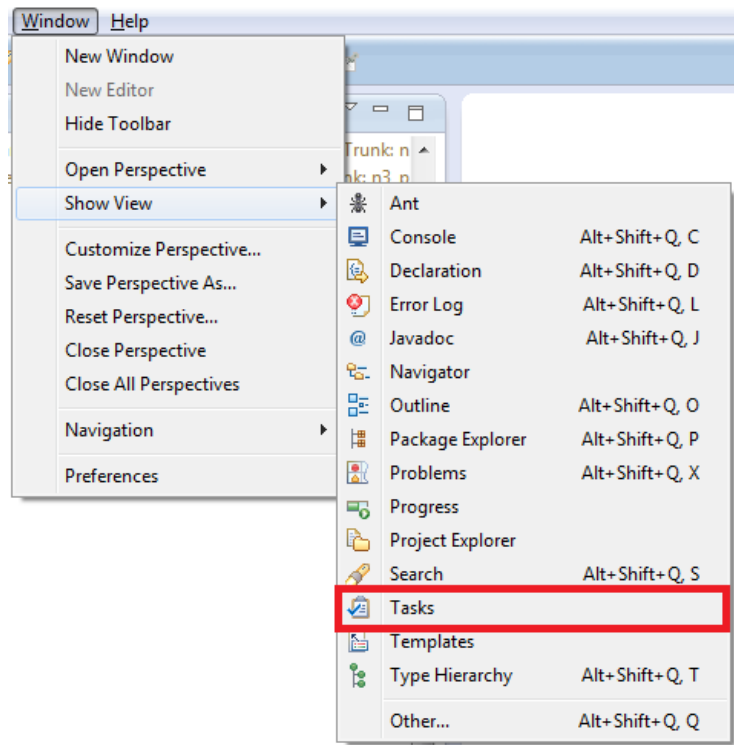 Window Help
New Window
New Editor
Hide Toolbar
Trunk: n
nk: n3_p
Open Perspective
Show View
Customize Perspective...
Save Perspective As...
Reset Perspective...
Close Perspective
Close All Perspectives
Navigation
Preferences
Ant
Console Alt+Shift+Q, C
Declaration Alt+Shift+Q, D
Error Log Alt+Shift+Q, L
Javadoc Alt+Shift+Q, J
Navigator
Outline Alt+Shift+Q, O
Package Explorer Alt+Shift+Q, P
Problems Alt+Shift+Q, X
Progress
Project Explorer
Search Alt+Shift+Q, S
Tasks
Templates
Type Hierarchy Alt+Shift+Q, T
Other... Alt+Shift+Q, Q